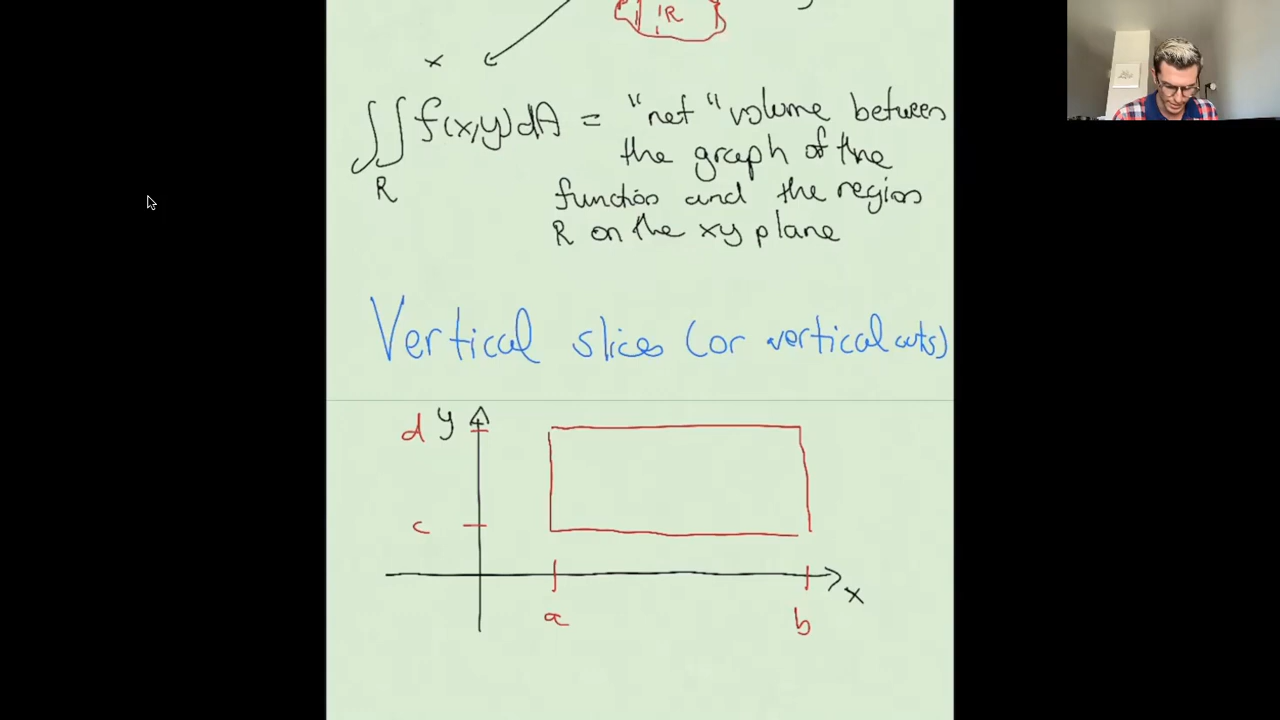 R
x
∬ f(x,y) dA = "net" volume between
R
the graph of the
function and the region
R on the xy plane
Vertical slices (or vertical cuts)
d y
c
x
a b